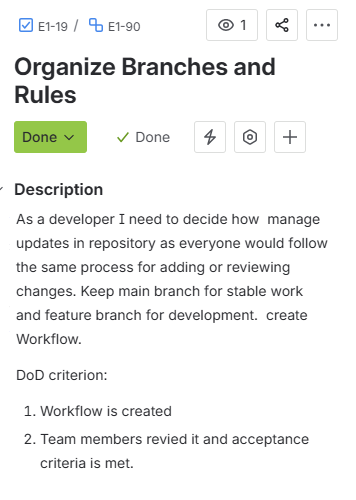 E1-19 / E1-90
1
Organize Branches and
Rules
Done
Done
Description
As a developer I need to decide how  manage
updates in repository as everyone would follow
the same process for adding or reviewing
changes. Keep main branch for stable work
and feature branch for development.  create
Workflow.
DoD criterion:
1. Workflow is created
2. Team members revied it and acceptance
criteria is met.